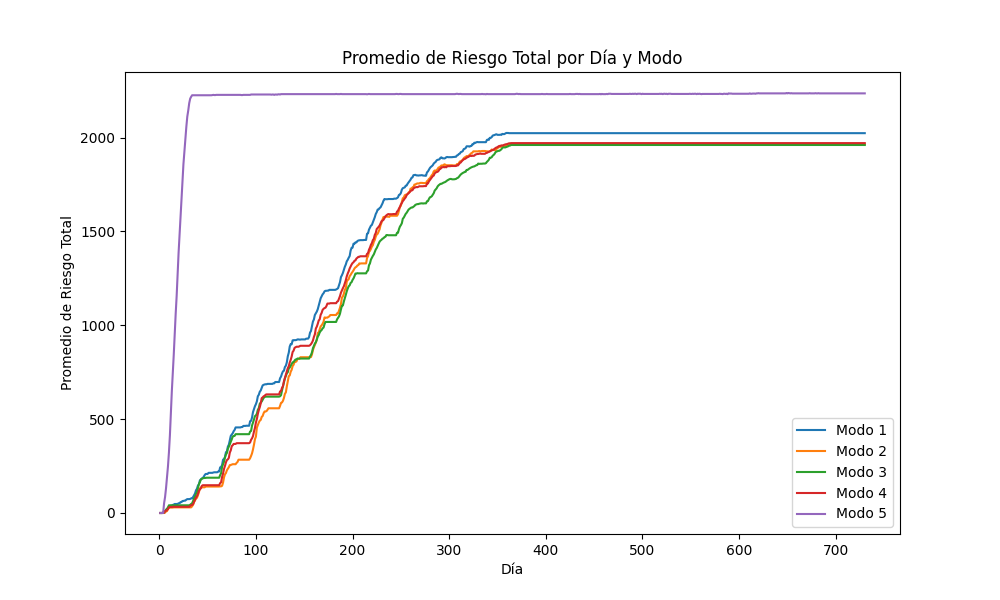 Promedio de Riesgo Total por Día y Modo
Promedio de Riesgo Total
2000
1500
1000
500
0
0 100 200 300 400 500 600 700
Día
Modo 1
Modo 2
Modo 3
Modo 4
Modo 5